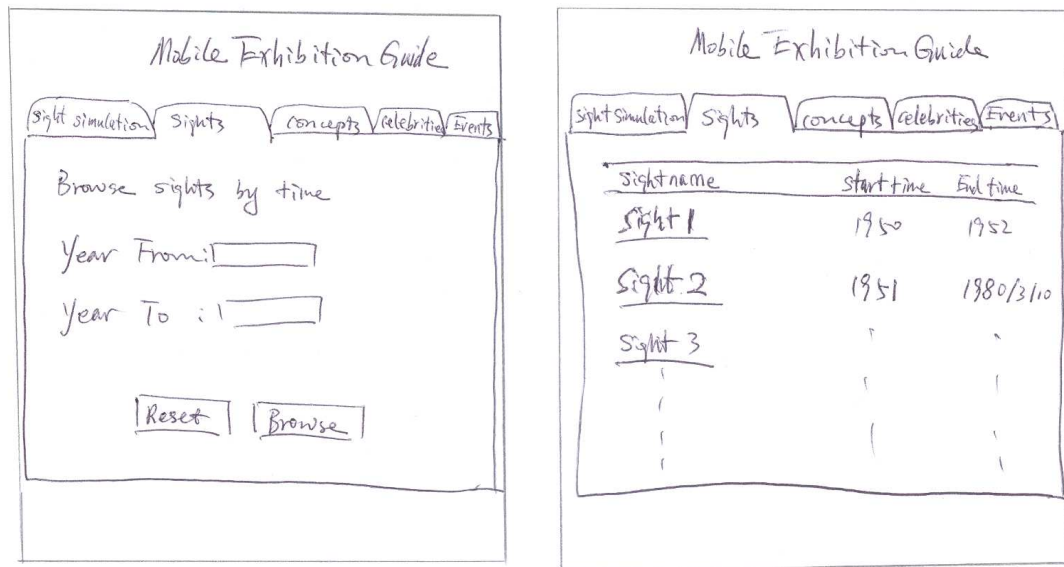 Mobile Exhibition Guide
Sight simulation Sights concepts celebrities Events
Browse sights by time
Year From:
Year To :
Reset Browse
Mobile Exhibition Guide
sight simulation Sights concepts celebrities Events
Sight name Start time End time
Sight 1 1950 1952
Sight 2 1951 1980/3/10
Sight 3